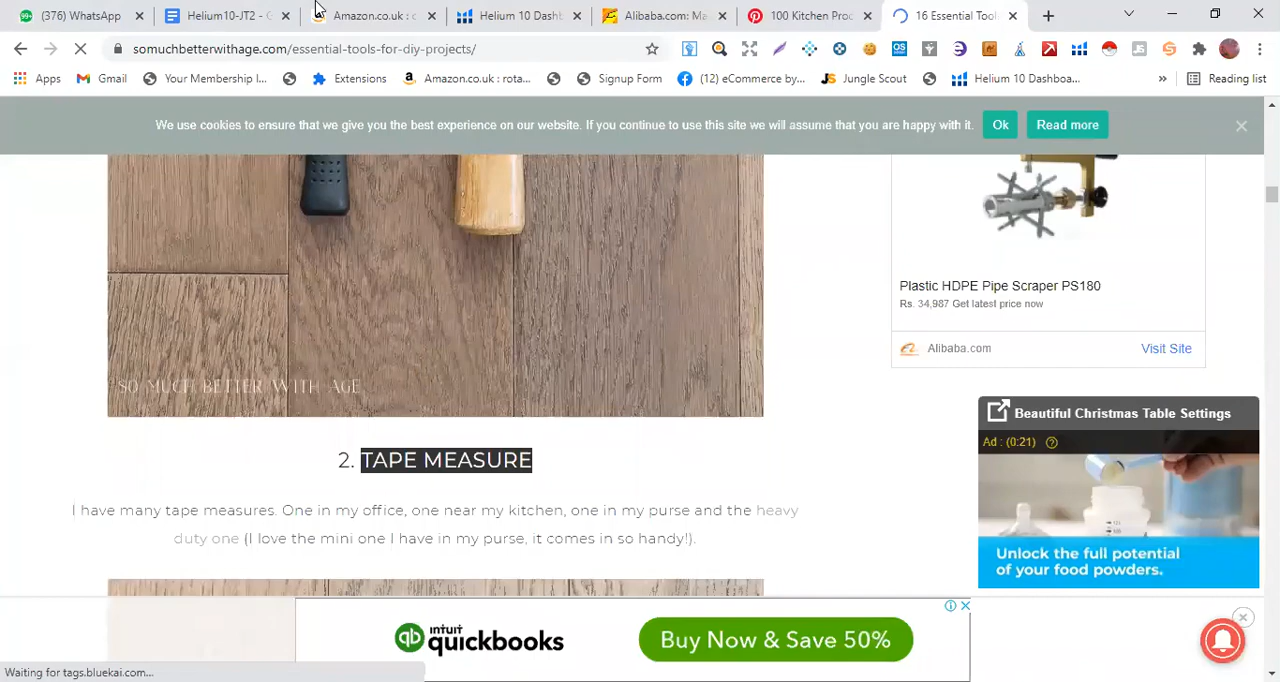 99+ (376) WhatsApp
Helium10-JT2 - G
Amazon.co.uk : c
Helium 10 Dashb
Alibaba.com: Ma
100 Kitchen Proc
16 Essential Tool
somuchbetterwithage.com/essential-tools-for-diy-projects/
Apps
Gmail
Your Membership I...
Extensions
Amazon.co.uk : rota...
Signup Form
(12) eCommerce by...
Jungle Scout
Helium 10 Dashboa...
»
Reading list
We use cookies to ensure that we give you the best experience on our website. If you continue to use this site we will assume that you are happy with it.
Ok
Read more
Plastic HDPE Pipe Scraper PS180
Rs. 34,987 Get latest price now
Alibaba.com
Visit Site
SO MUCH BETTER WITH AGE
Beautiful Christmas Table Settings
Ad : (0:21)
2. TAPE MEASURE
I have many tape measures. One in my office, one near my kitchen, one in my purse and the heavy
duty one (I love the mini one I have in my purse, it comes in so handy!).
Unlock the full potential
of your food powders.
intuit
quickbooks
Buy Now & Save 50%
Waiting for tags.bluekai.com...